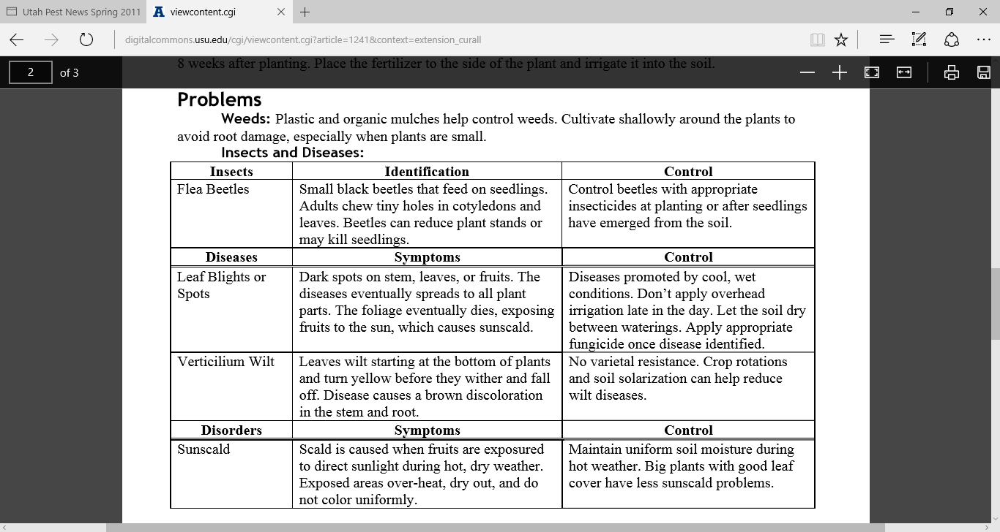 Utah Pest News Spring 2011
viewcontent.cgi
digitalcommons.usu.edu/cgi/viewcontent.cgi?article=1241&context=extension_curall
8 weeks after planting. Place the fertilizer to the side of the plant and irrigate it into the soil.
2 of 3
Problems
Weeds: Plastic and organic mulches help control weeds. Cultivate shallowly around the plants to
avoid root damage, especially when plants are small.
Insects and Diseases:
Insects Identification Control
Flea Beetles
Small black beetles that feed on seedlings.
Adults chew tiny holes in cotyledons and
leaves. Beetles can reduce plant stands or
may kill seedlings.
Control beetles with appropriate
insecticides at planting or after seedlings
have emerged from the soil.
Diseases Symptoms Control
Leaf Blights or
Spots
Dark spots on stem, leaves, or fruits. The
diseases eventually spreads to all plant
parts. The foliage eventually dies, exposing
fruits to the sun, which causes sunscald.
Diseases promoted by cool, wet
conditions. Don’t apply overhead
irrigation late in the day. Let the soil dry
between waterings. Apply appropriate
fungicide once disease identified.
Verticilium Wilt
Leaves wilt starting at the bottom of plants
and turn yellow before they wither and fall
off. Disease causes a brown discoloration
in the stem and root.
No varietal resistance. Crop rotations
and soil solarization can help reduce
wilt diseases.
Disorders Symptoms Control
Sunscald
Scald is caused when fruits are exposured
to direct sunlight during hot, dry weather.
Exposed areas over-heat, dry out, and do
not color uniformly.
Maintain uniform soil moisture during
hot weather. Big plants with good leaf
cover have less sunscald problems.